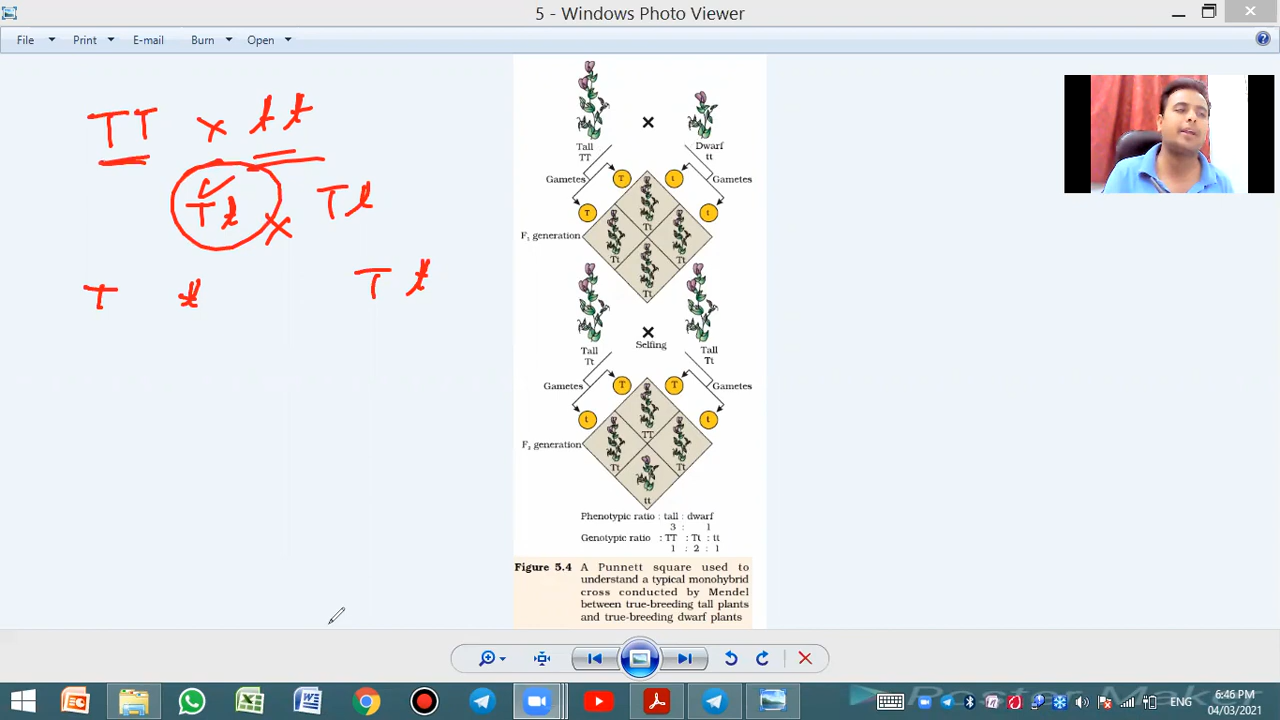 5 - Windows Photo Viewer
File Print E-mail Burn Open
TT × tt
Tt × Tt
T t T t
×
Tall Dwarf
TT tt
Gametes T t Gametes
T t
Tt
F1 generation
Tt Tt
Tt
×
Selfing
Tall Tall
Tt Tt
Gametes T T Gametes
t t
TT
F2 generation
Tt Tt
tt
Phenotypic ratio : tall : dwarf
3 : 1
Genotypic ratio : TT : Tt : tt
1 : 2 : 1
Figure 5.4 A Punnett square used to
understand a typical monohybrid
cross conducted by Mendel
between true-breeding tall plants
and true-breeding dwarf plants
ENG
6:46 PM
04/03/2021